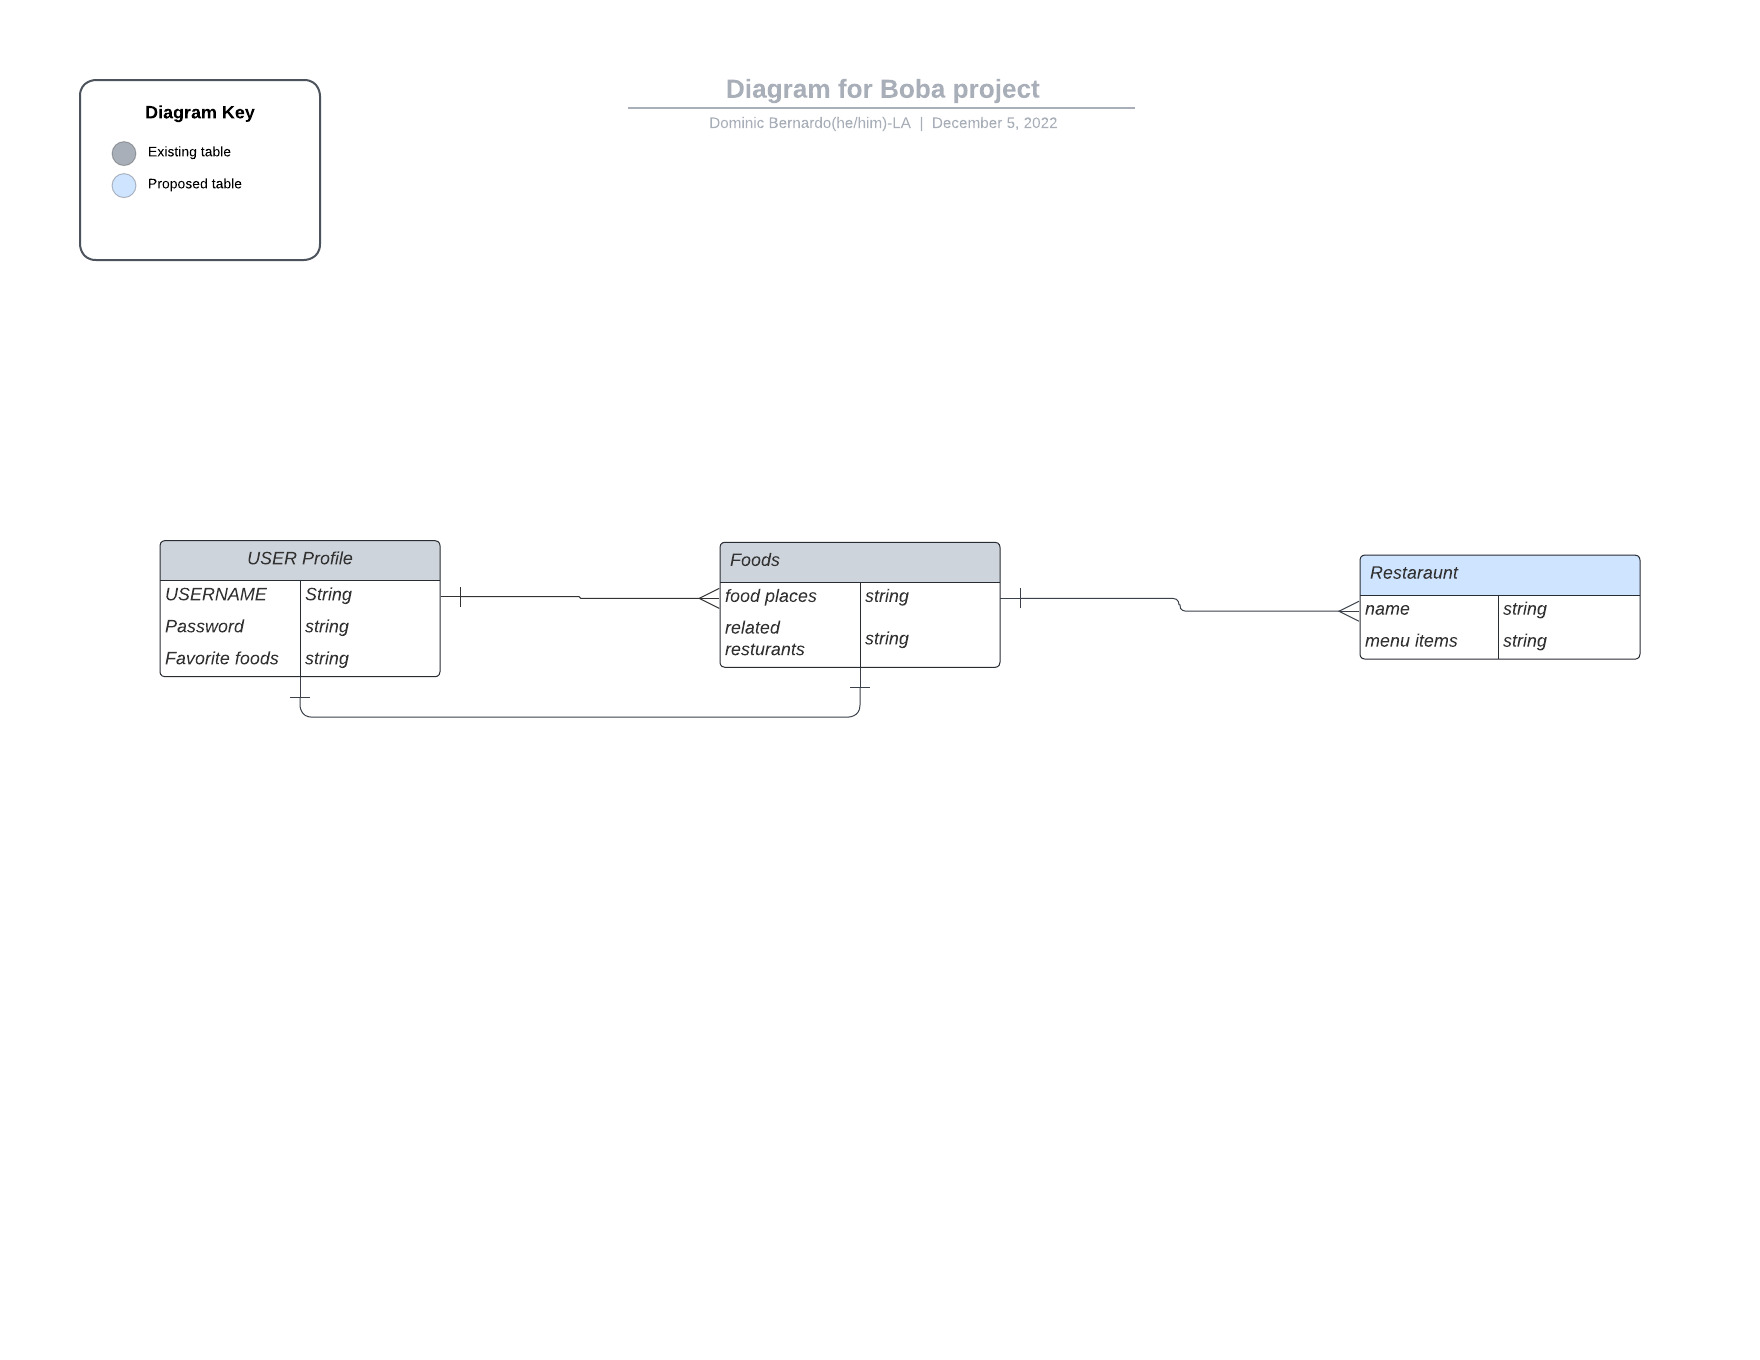 Diagram for Boba project
Dominic Bernardo(he/him)-LA | December 5, 2022
Diagram Key
Existing table
Proposed table
USER Profile
USERNAME String
Password string
Favorite foods string
Foods
food places string
related
resturants string
Restaraunt
name string
menu items string